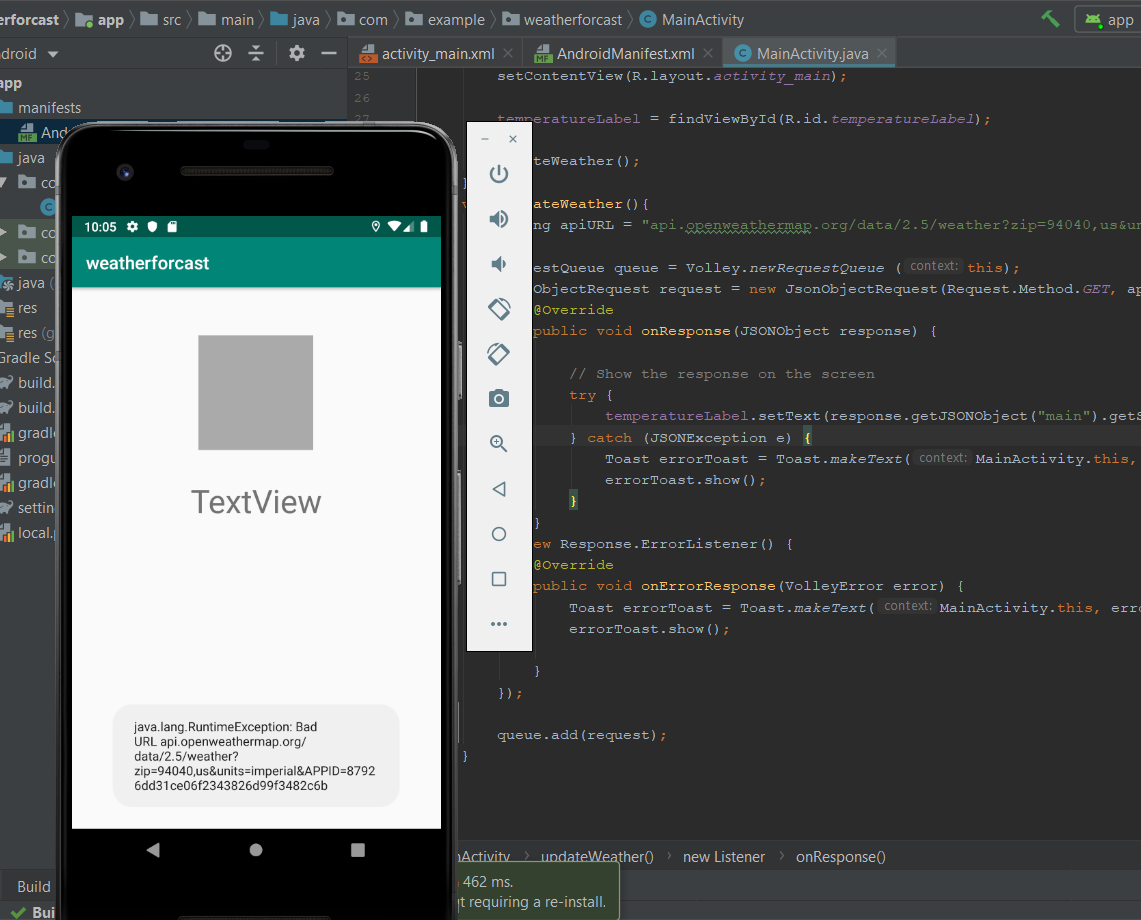 erforcast app src main java com example weatherforcast MainActivity app
droid activity_main.xml AndroidManifest.xml MainActivity.java
app
manifests
java
co
co
co
java (
res
res (g
Gradle Sc
build.
build.
gradle
progu
gradle
settin
local.p
Build
Bui
10:05
weatherforcast
TextView
java.lang.RuntimeException: Bad
URL api.openweathermap.org/
data/2.5/weather?
zip=94040,us&units=imperial&APPID=8792
6dd31ce06f2343826d99f3482c6b
25 setContentView(R.layout.activity_main);
26
27 temperatureLabel = findViewById(R.id.temperatureLabel);
teWeather();
}
ateWeather(){
ng apiURL = "api.openweathermap.org/data/2.5/weather?zip=94040,us&un
estQueue queue = Volley.newRequestQueue ( context: this);
ObjectRequest request = new JsonObjectRequest(Request.Method.GET, ap
@Override
public void onResponse(JSONObject response) {
// Show the response on the screen
try {
temperatureLabel.setText(response.getJSONObject("main").getS
} catch (JSONException e) {
Toast errorToast = Toast.makeText( context: MainActivity.this,
errorToast.show();
}
}
ew Response.ErrorListener() {
@Override
public void onErrorResponse(VolleyError error) {
Toast errorToast = Toast.makeText( context: MainActivity.this, erro
errorToast.show();
}
});
queue.add(request);
}
nActivity updateWeather() new Listener onResponse()
462 ms.
t requiring a re-install.